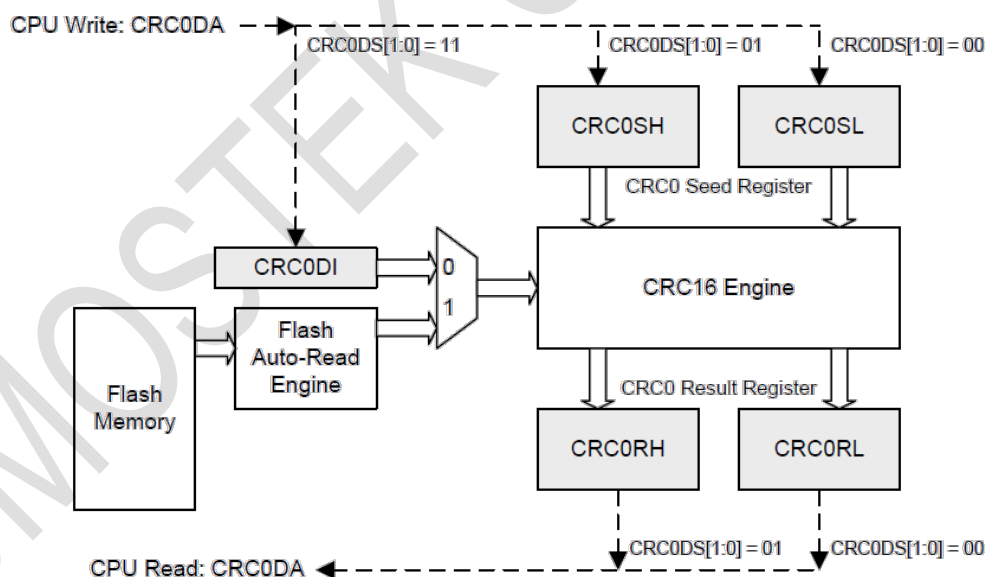 CPU Write: CRC0DA
CRC0DS[1:0] = 11
CRC0DS[1:0] = 01
CRC0DS[1:0] = 00
CRC0SH
CRC0SL
CRC0 Seed Register
CRC0DI
0
1
CRC16 Engine
Flash
Auto-Read
Engine
Flash
Memory
CRC0 Result Register
CRC0RH
CRC0RL
CRC0DS[1:0] = 01
CRC0DS[1:0] = 00
CPU Read: CRC0DA
MOSTEK